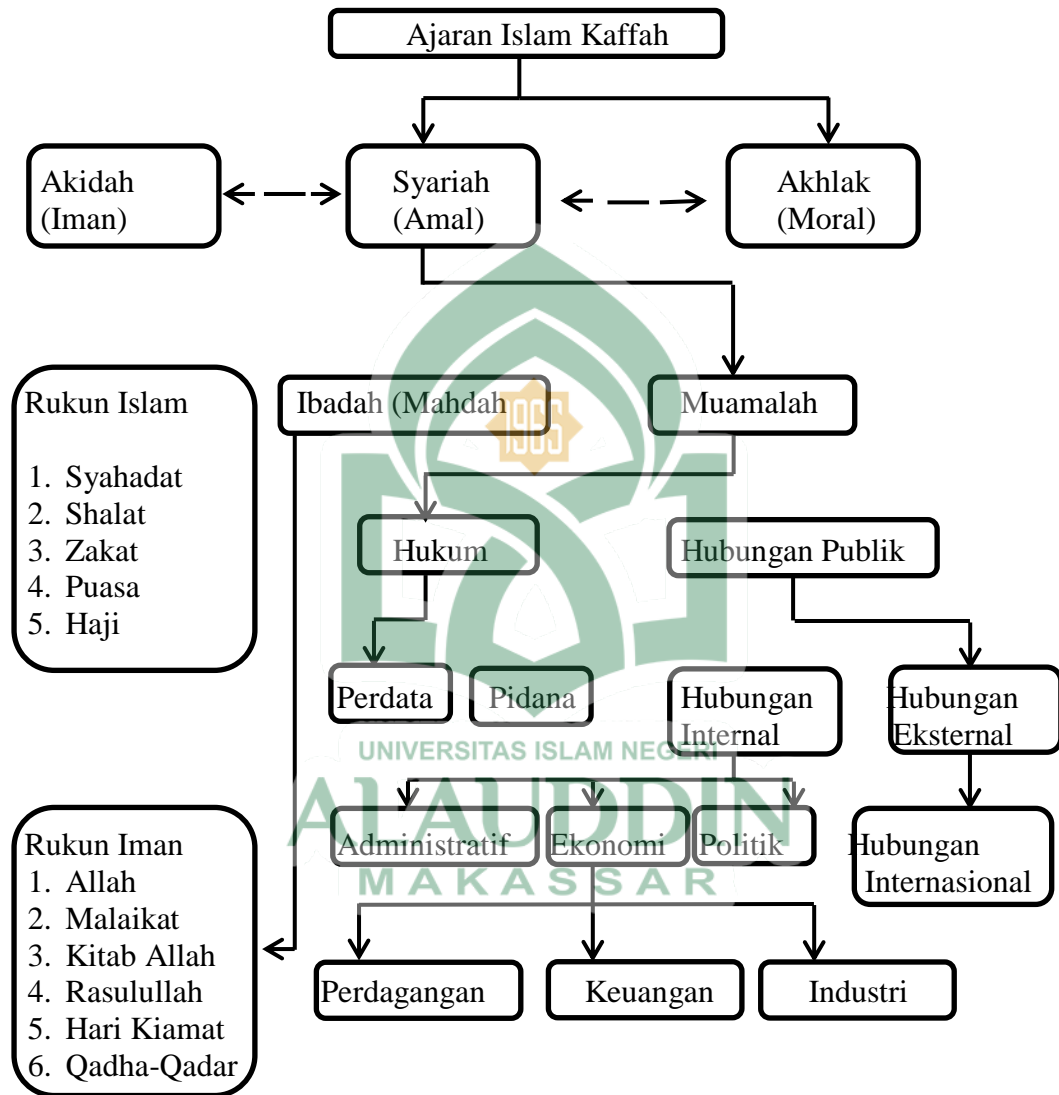 Ajaran Islam Kaffah
Akidah
(Iman)
Syariah
(Amal)
Akhlak
(Moral)
Rukun Islam
1. Syahadat
2. Shalat
3. Zakat
4. Puasa
5. Haji
Ibadah (Mahdah
1965
Muamalah
Hukum
Hubungan Publik
Perdata
Pidana
Hubungan
Internal
Hubungan
Eksternal
UNIVERSITAS ISLAM NEGERI
ALAUDDIN
MAKASSAR
Administratif
Ekonomi
Politik
Hubungan
Internasional
Rukun Iman
1. Allah
2. Malaikat
3. Kitab Allah
4. Rasulullah
5. Hari Kiamat
6. Qadha-Qadar
Perdagangan
Keuangan
Industri